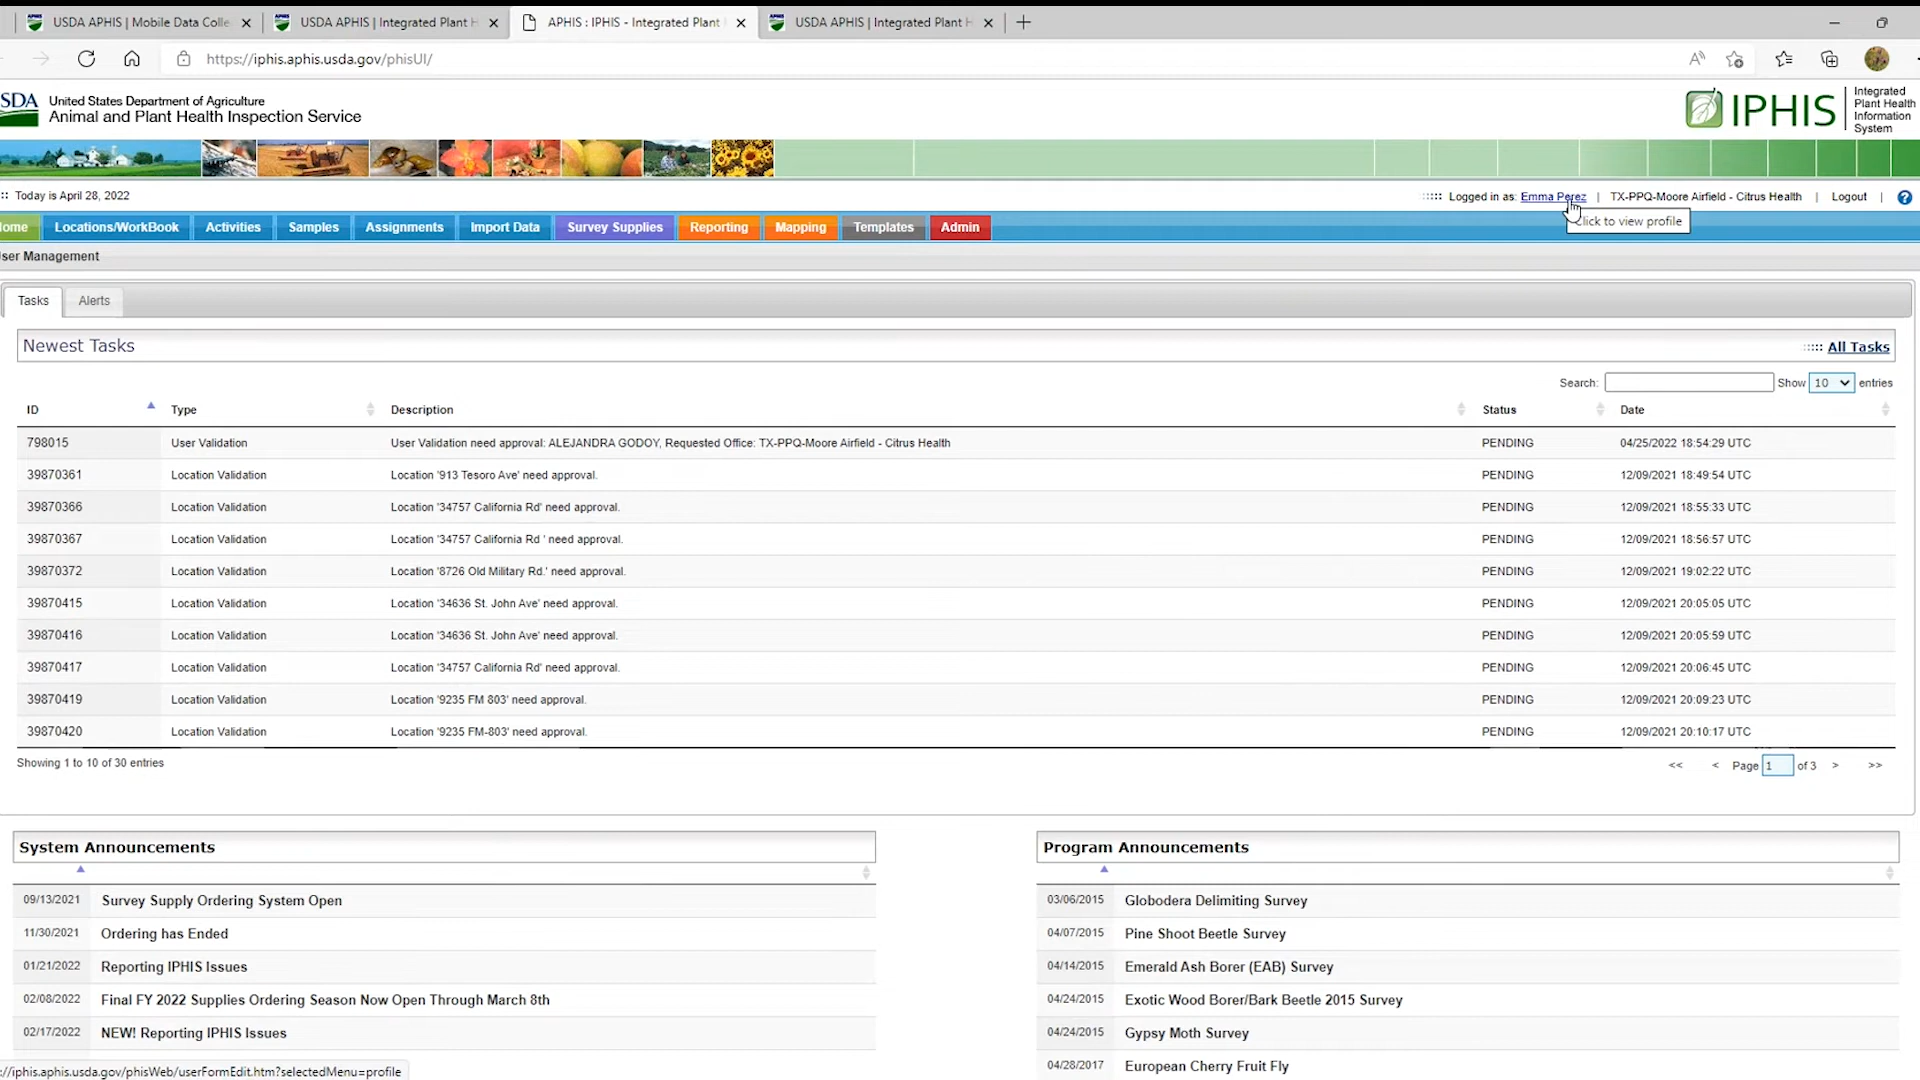 USDA APHIS | Mobile Data Colle
USDA APHIS | Integrated Plant H
APHIS : IPHIS - Integrated Plant
USDA APHIS | Integrated Plant H
https://iphis.aphis.usda.gov/phisUI/
SDA
United States Department of Agriculture
Animal and Plant Health Inspection Service
IPHIS
Integrated
Plant Health
Information
System
Today is April 28, 2022
Logged in as: Emma Perez | TX-PPQ-Moore Airfield - Citrus Health | Logout | ?
Click to view profile
ome
Locations/WorkBook
Activities
Samples
Assignments
Import Data
Survey Supplies
Reporting
Mapping
Templates
Admin
ser Management
Tasks
Alerts
Newest Tasks
All Tasks
Search:
Show 10 entries
ID Type Description Status Date
798015 User Validation User Validation need approval: ALEJANDRA GODOY, Requested Office: TX-PPQ-Moore Airfield - Citrus Health PENDING 04/25/2022 18:54:29 UTC
39870361 Location Validation Location '913 Tesoro Ave' need approval. PENDING 12/09/2021 18:49:54 UTC
39870366 Location Validation Location '34757 California Rd' need approval. PENDING 12/09/2021 18:55:33 UTC
39870367 Location Validation Location '34757 California Rd ' need approval. PENDING 12/09/2021 18:56:57 UTC
39870372 Location Validation Location '8726 Old Military Rd.' need approval. PENDING 12/09/2021 19:02:22 UTC
39870415 Location Validation Location '34636 St. John Ave' need approval. PENDING 12/09/2021 20:05:05 UTC
39870416 Location Validation Location '34636 St. John Ave' need approval. PENDING 12/09/2021 20:05:59 UTC
39870417 Location Validation Location '34757 California Rd' need approval. PENDING 12/09/2021 20:06:45 UTC
39870419 Location Validation Location '9235 FM 803' need approval. PENDING 12/09/2021 20:09:23 UTC
39870420 Location Validation Location '9235 FM-803' need approval. PENDING 12/09/2021 20:10:17 UTC
Showing 1 to 10 of 30 entries
<< < Page 1 of 3 > >>
System Announcements
09/13/2021 Survey Supply Ordering System Open
11/30/2021 Ordering has Ended
01/21/2022 Reporting IPHIS Issues
02/08/2022 Final FY 2022 Supplies Ordering Season Now Open Through March 8th
02/17/2022 NEW! Reporting IPHIS Issues
Program Announcements
03/06/2015 Globodera Delimiting Survey
04/07/2015 Pine Shoot Beetle Survey
04/14/2015 Emerald Ash Borer (EAB) Survey
04/24/2015 Exotic Wood Borer/Bark Beetle 2015 Survey
04/24/2015 Gypsy Moth Survey
04/28/2017 European Cherry Fruit Fly
://iphis.aphis.usda.gov/phisWeb/userFormEdit.htm?selectedMenu=profile